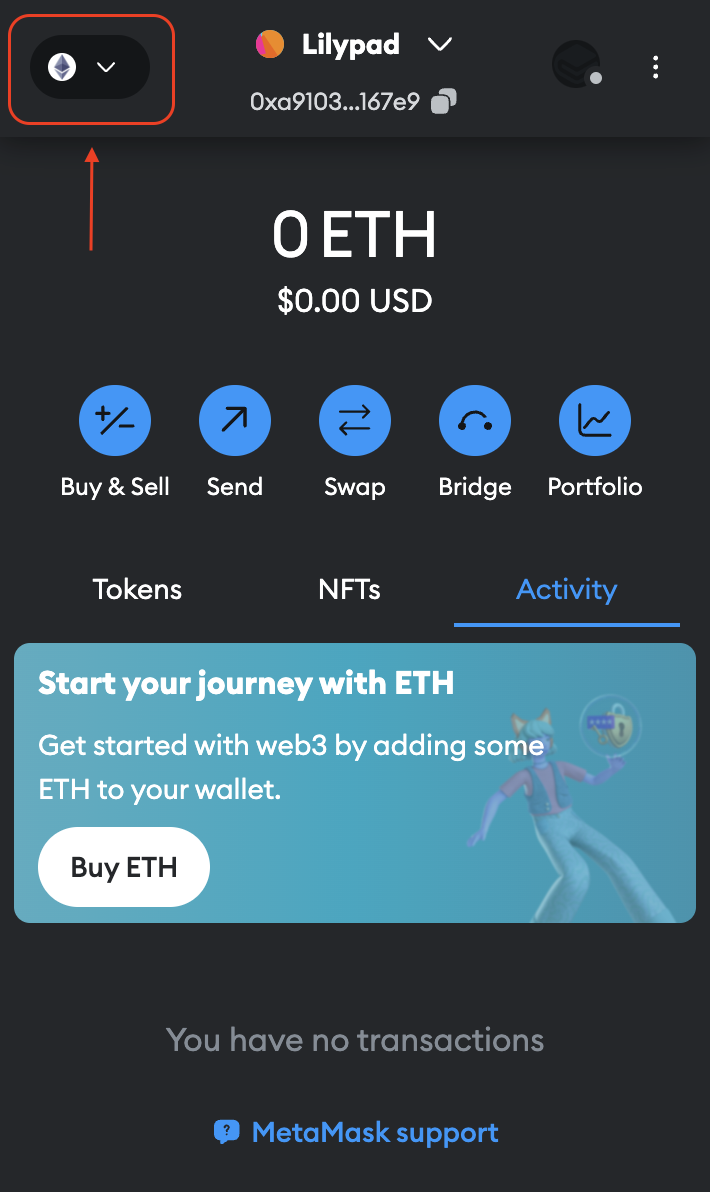 Lilypad
0xa9103...167e9
0 ETH
$0.00 USD
Buy & Sell
Send
Swap
Bridge
Portfolio
Tokens
NFTs
Activity
Start your journey with ETH
Get started with web3 by adding some
ETH to your wallet.
Buy ETH
You have no transactions
MetaMask support